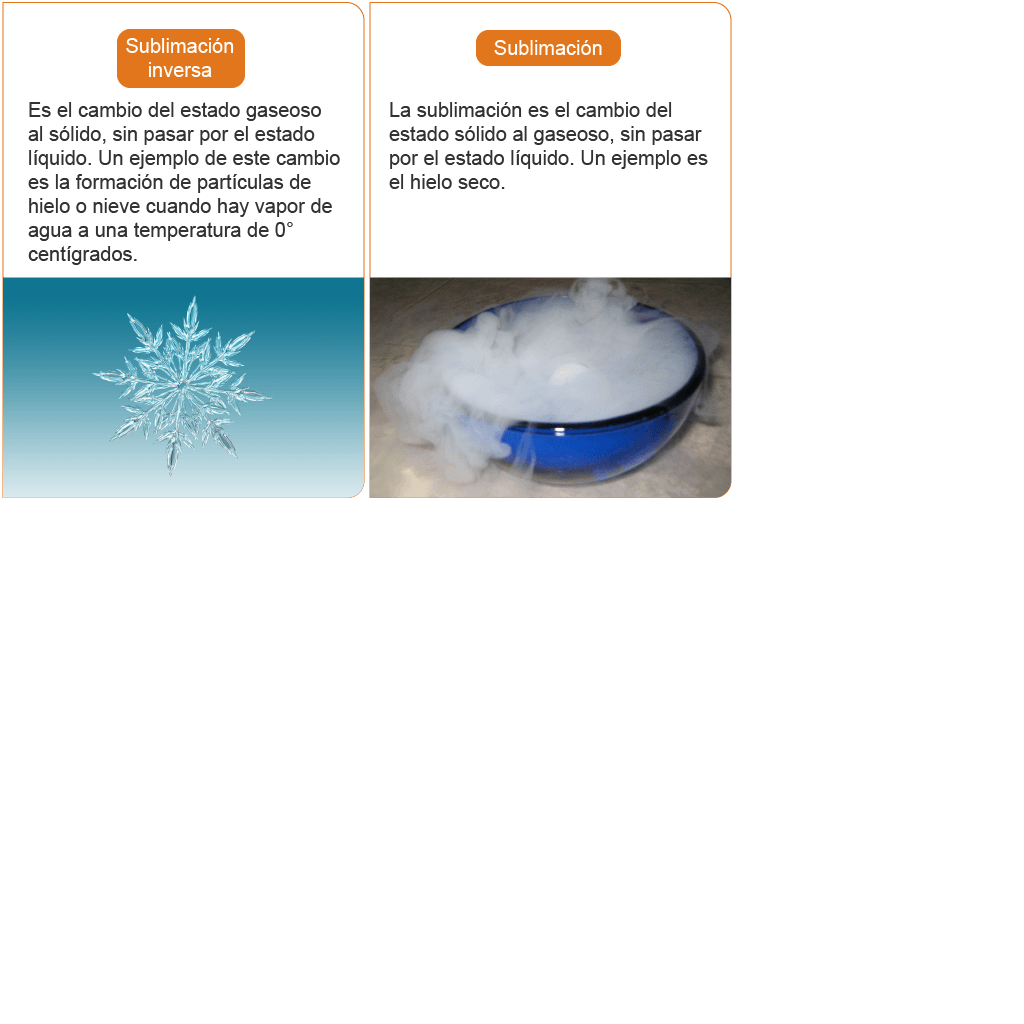 Sublimación
inversa
Es el cambio del estado gaseoso
al sólido, sin pasar por el estado
líquido. Un ejemplo de este cambio
es la formación de partículas de
hielo o nieve cuando hay vapor de
agua a una temperatura de 0°
centígrados.
Sublimación
La sublimación es el cambio del
estado sólido al gaseoso, sin pasar
por el estado líquido. Un ejemplo es
el hielo seco.